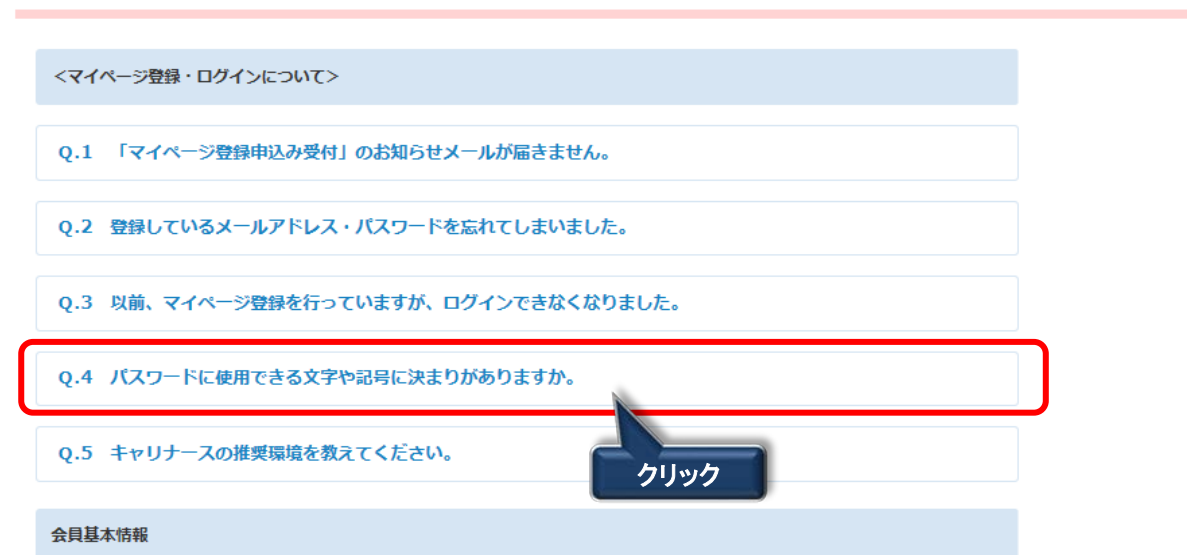 ＜マイページ登録・ログインについて＞
Q.1 「マイページ登録申込み受付」のお知らせメールが届きません。
Q.2 登録しているメールアドレス・パスワードを忘れてしまいました。
Q.3 以前、マイページ登録を行っていますが、ログインできなくなりました。
Q.4 パスワードに使用できる文字や記号に決まりがありますか。
Q.5 キャリナースの推奨環境を教えてください。
クリック
会員基本情報